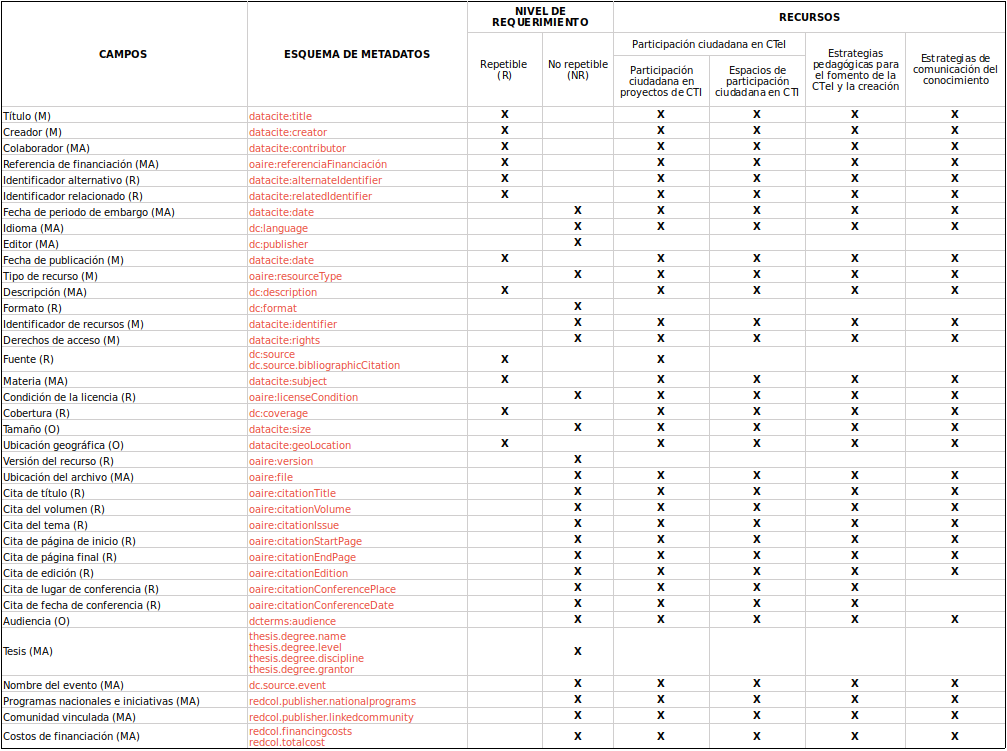 CAMPOS
ESQUEMA DE METADATOS
NIVEL DE
REQUERIMIENTO
RECURSOS
Repetible
(R)
No repetible
(NR)
Participación ciudadana en CTeI
Participación
ciudadana en
proyectos de CTI
Espacios de
participación
ciudadana en CTI
Estrategias
pedagógicas para
el fomento de la
CTeI y la creación
Estrategias de
comunicación del
conocimiento
Título (M) datacite:title X X X X X
Creador (M) datacite:creator X X X X X
Colaborador (MA) datacite:contributor X X X X X
Referencia de financiación (MA) oaire:referenciaFinanciación X X X X X
Identificador alternativo (R) datacite:alternateIdentifier X X X X X
Identificador relacionado (R) datacite:relatedIdentifier X X X X X
Fecha de periodo de embargo (MA) datacite:date X X X X X
Idioma (MA) dc:language X X X X X
Editor (MA) dc:publisher X
Fecha de publicación (M) datacite:date X X X X X
Tipo de recurso (M) oaire:resourceType X X X X X
Descripción (MA) dc:description X X X X X
Formato (R) dc:format X
Identificador de recursos (M) datacite:identifier X X X X X
Derechos de acceso (M) datacite:rights X X X X X
Fuente (R) dc:source
dc.source.bibliographicCitation X X
Materia (MA) datacite:subject X X X X X
Condición de la licencia (R) oaire:licenseCondition X X X X X
Cobertura (R) dc:coverage X X X X X
Tamaño (O) datacite:size X X X X X
Ubicación geográfica (O) datacite:geoLocation X X X X X
Versión del recurso (R) oaire:version X
Ubicación del archivo (MA) oaire:file X X X X X
Cita de título (R) oaire:citationTitle X X X X X
Cita del volumen (R) oaire:citationVolume X X X X X
Cita del tema (R) oaire:citationIssue X X X X X
Cita de página de inicio (R) oaire:citationStartPage X X X X X
Cita de página final (R) oaire:citationEndPage X X X X X
Cita de edición (R) oaire:citationEdition X X X X X
Cita de lugar de conferencia (R) oaire:citationConferencePlace X X X X
Cita de fecha de conferencia (R) oaire:citationConferenceDate X X X X
Audiencia (O) dcterms:audience X X X X X
Tesis (MA) thesis.degree.name
thesis.degree.level
thesis.degree.discipline
thesis.degree.grantor X
Nombre del evento (MA) dc.source.event X X X X X
Programas nacionales e iniciativas (MA) redcol.publisher.nationalprograms X X X X X
Comunidad vinculada (MA) redcol.publisher.linkedcommunity X X X X X
Costos de financiación (MA) redcol.financingcosts
redcol.totalcost X X X X X